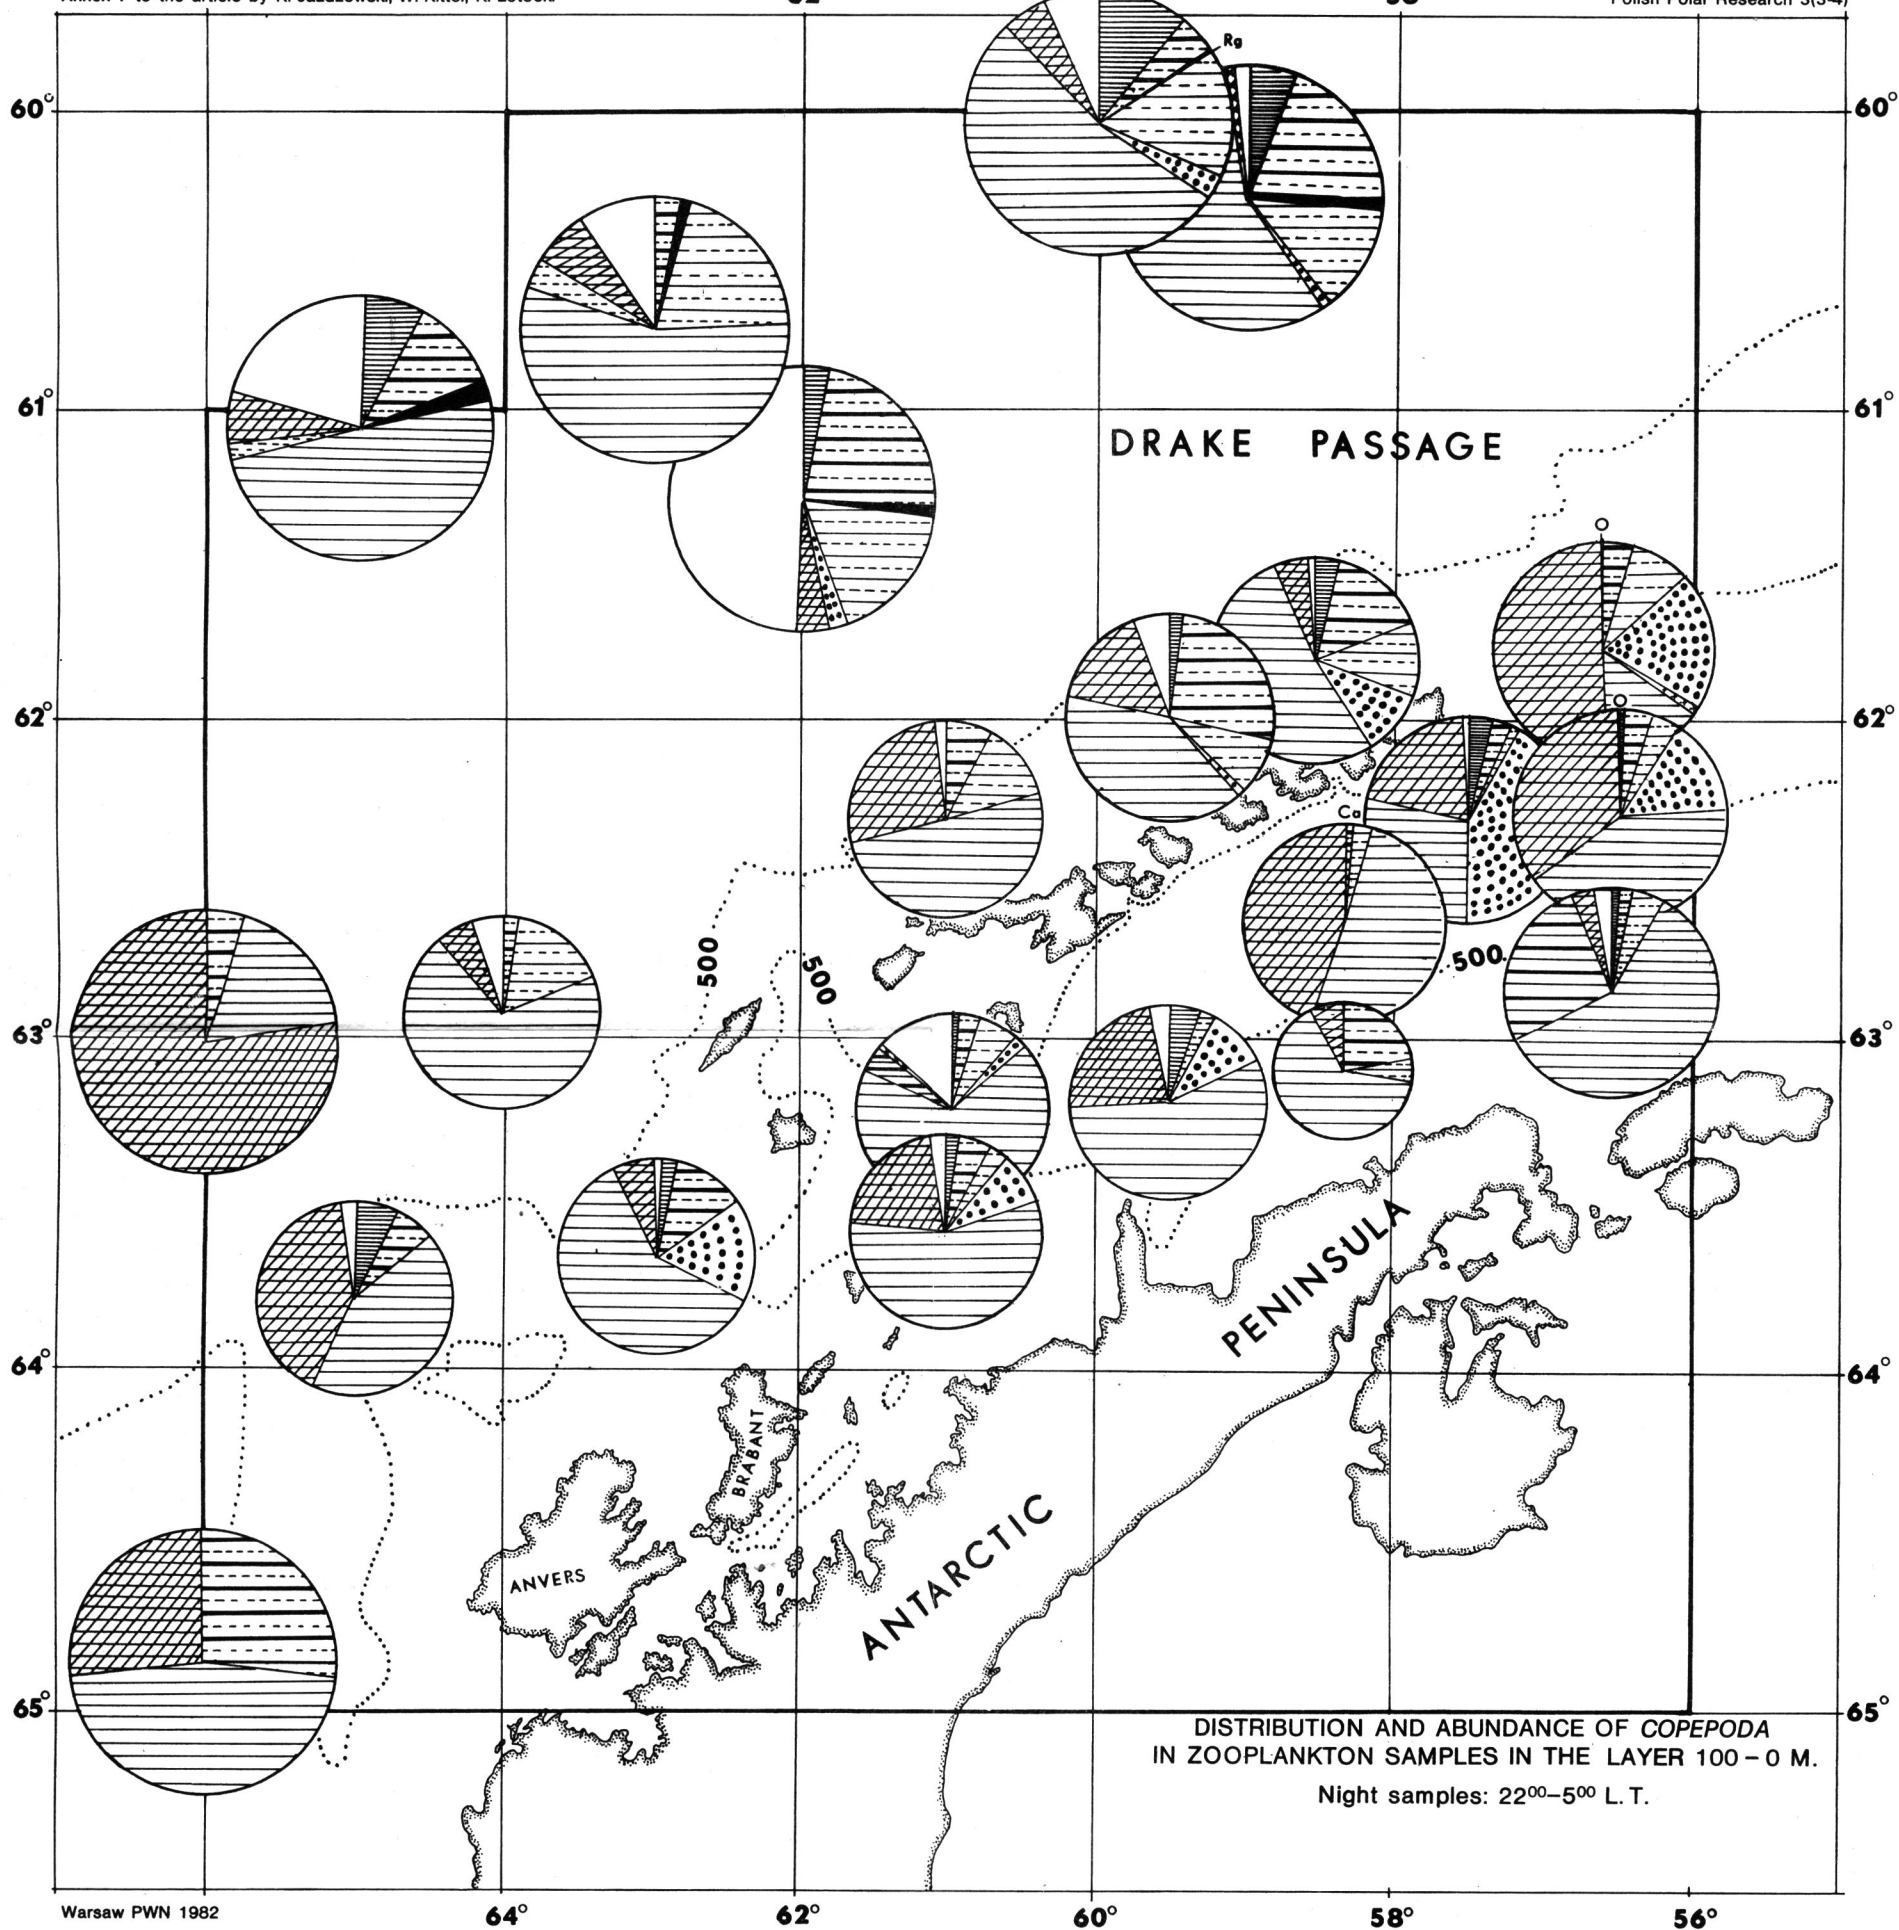 Polish Polar Research 3(3-4)
Rg
60° 60°
61° 61°
DRAKE PASSAGE
O
62° 62°
O
Ca
500
500
500
63° 63°
PENINSULA
64° 64°
BRABANT
ANVERS
ANTARCTIC
65° 65°
DISTRIBUTION AND ABUNDANCE OF COPEPODA
IN ZOOPLANKTON SAMPLES IN THE LAYER 100 – 0 M.
Night samples: 22⁰⁰–5⁰⁰ L.T.
Warsaw PWN 1982
64° 62° 60° 58° 56°